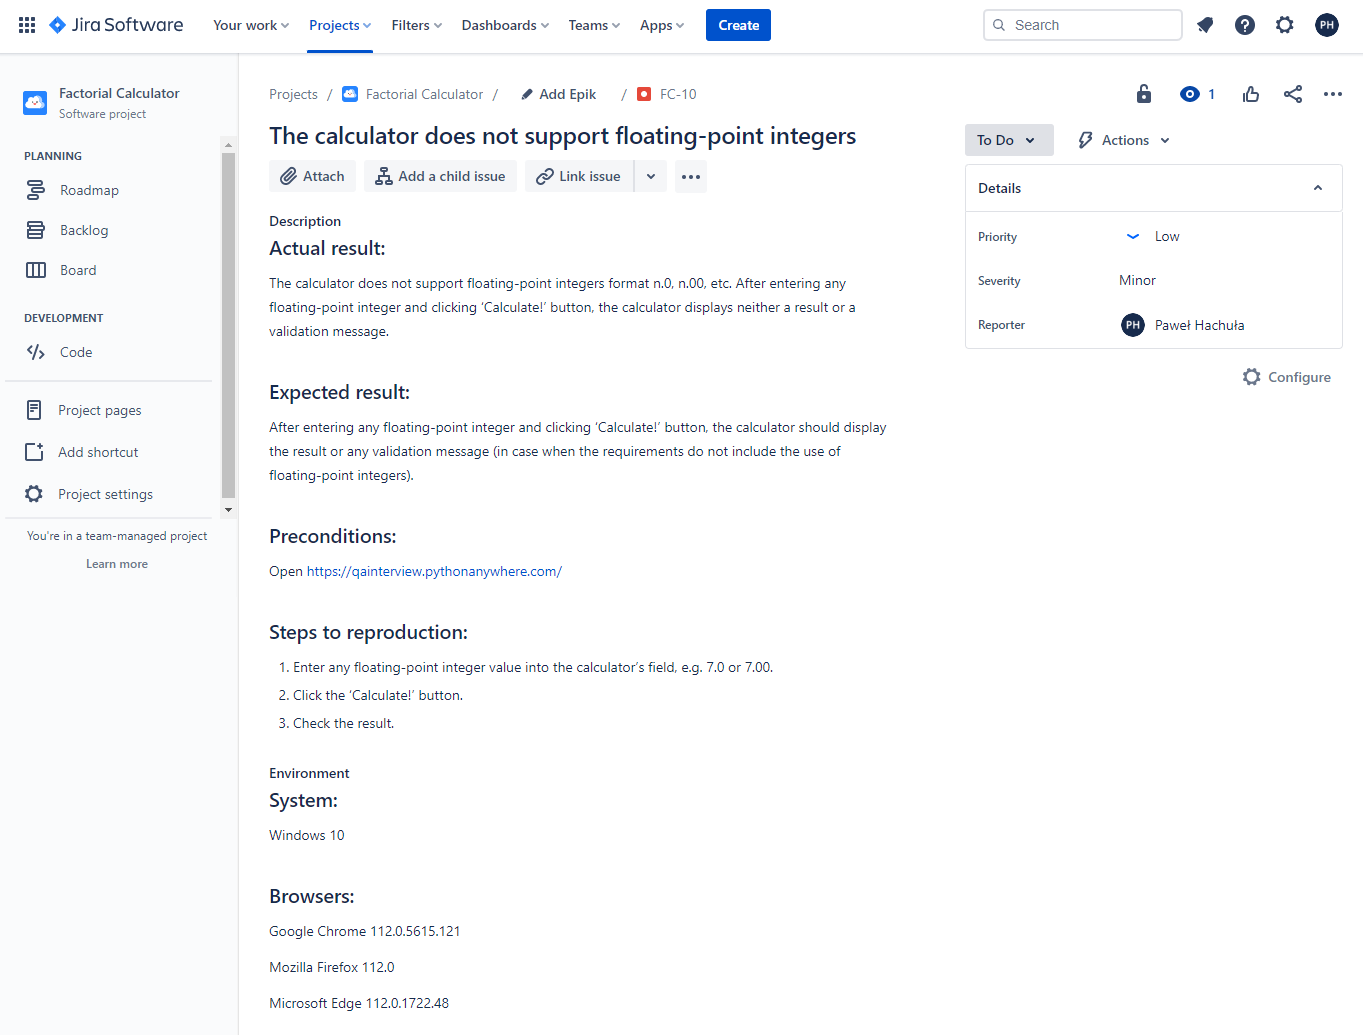 Jira Software
Your work
Projects
Filters
Dashboards
Teams
Apps
Create
Search
PH
Factorial Calculator
Software project
PLANNING
Roadmap
Backlog
Board
DEVELOPMENT
Code
Project pages
Add shortcut
Project settings
You're in a team-managed project
Learn more
Projects / Factorial Calculator / Add Epik / FC-10
1
The calculator does not support floating-point integers
Attach
Add a child issue
Link issue
Description
Actual result:
The calculator does not support floating-point integers format n.0, n.00, etc. After entering any
floating-point integer and clicking ‘Calculate!’ button, the calculator displays neither a result or a
validation message.
Expected result:
After entering any floating-point integer and clicking ‘Calculate!’ button, the calculator should display
the result or any validation message (in case when the requirements do not include the use of
floating-point integers).
Preconditions:
Open https://qainterview.pythonanywhere.com/
Steps to reproduction:
1. Enter any floating-point integer value into the calculator’s field, e.g. 7.0 or 7.00.
2. Click the ‘Calculate!’ button.
3. Check the result.
Environment
System:
Windows 10
Browsers:
Google Chrome 112.0.5615.121
Mozilla Firefox 112.0
Microsoft Edge 112.0.1722.48
To Do
Actions
Details
Priority
Low
Severity
Minor
Reporter
PH Paweł Hachuła
Configure